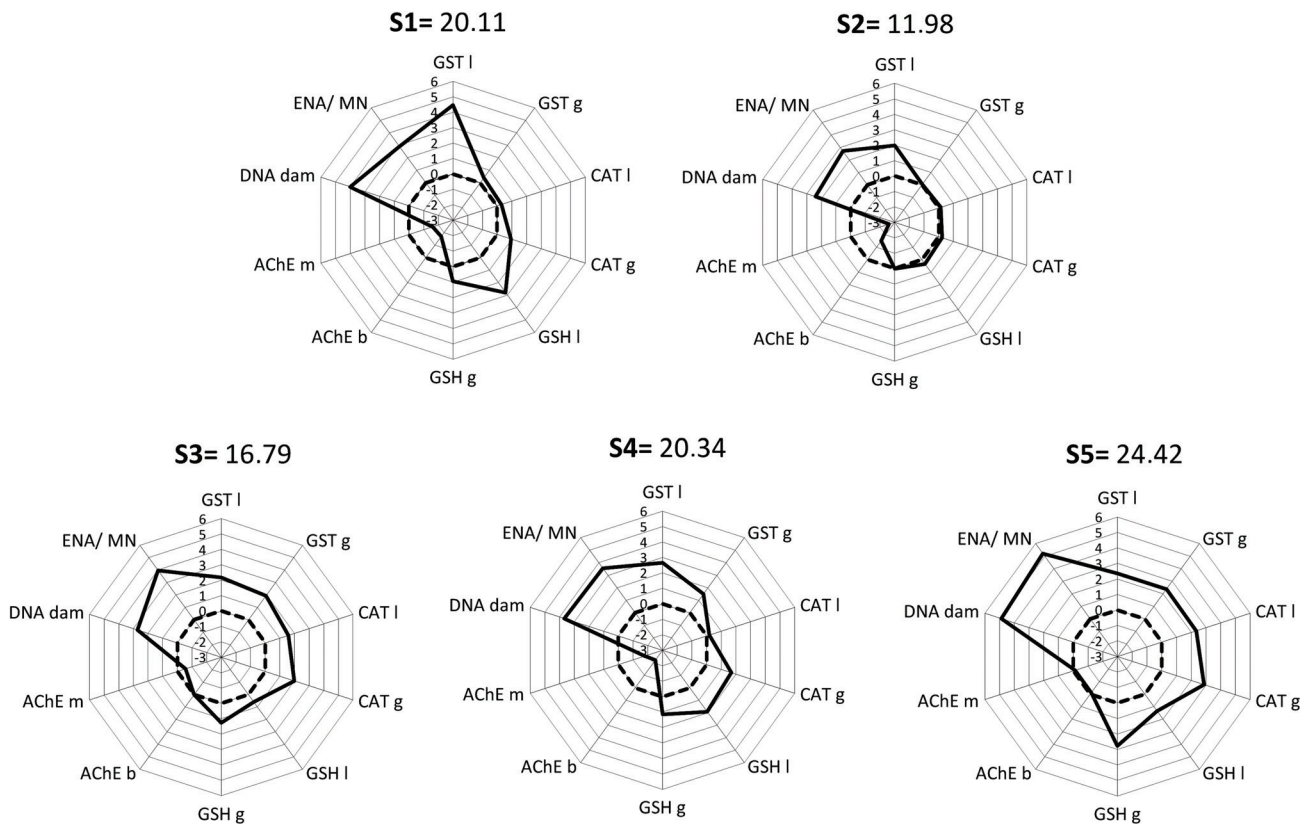 S1= 20.11
GST l
GST g
CAT l
CAT g
GSH l
GSH g
AChE b
AChE m
DNA dam
ENA/ MN
6
5
4
3
2
1
0
-1
-2
-3
S2= 11.98
GST l
GST g
CAT l
CAT g
GSH l
GSH g
AChE b
AChE m
DNA dam
ENA/ MN
6
5
4
3
2
1
0
-1
-2
-3
S3= 16.79
GST l
GST g
CAT l
CAT g
GSH l
GSH g
AChE b
AChE m
DNA dam
ENA/ MN
6
5
4
3
2
1
0
-1
-2
-3
S4= 20.34
GST l
GST g
CAT l
CAT g
GSH l
GSH g
AChE b
AChE m
DNA dam
ENA/ MN
6
5
4
3
2
1
0
-1
-2
3
S5= 24.42
GST l
GST g
CAT l
CAT g
GSH l
GSH g
AChE b
AChE m
DNA dam
ENA/ MN
6
5
4
3
2
1
0
-1
-2
-3